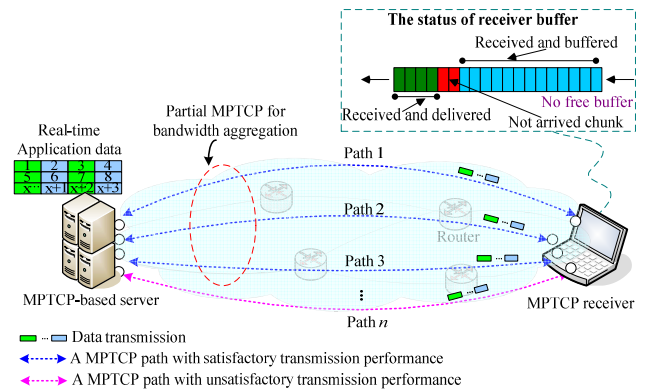 The status of receiver buffer
Received and buffered
No free buffer
Received and delivered
Not arrived chunk
Partial MPTCP for
bandwidth aggregation
Real-time
Application data
1 2 3 4
5 6 7 8
x... x+1 x+2 x+3
Path 1
Path 2
Router
Path 3
⋮
Path n
MPTCP-based server
MPTCP receiver
... Data transmission
A MPTCP path with satisfactory transmission performance
A MPTCP path with unsatisfactory transmission performance